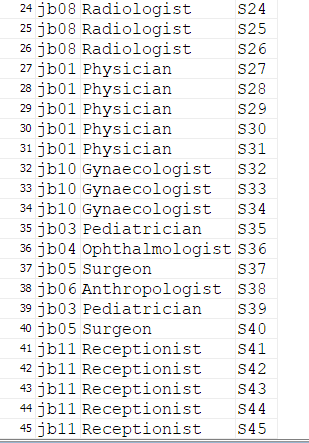 24 jb08 Radiologist S24
25 jb08 Radiologist S25
26 jb08 Radiologist S26
27 jb01 Physician S27
28 jb01 Physician S28
29 jb01 Physician S29
30 jb01 Physician S30
31 jb01 Physician S31
32 jb10 Gynaecologist S32
33 jb10 Gynaecologist S33
34 jb10 Gynaecologist S34
35 jb03 Pediatrician S35
36 jb04 Ophthalmologist S36
37 jb05 Surgeon S37
38 jb06 Anthropologist S38
39 jb03 Pediatrician S39
40 jb05 Surgeon S40
41 jb11 Receptionist S41
42 jb11 Receptionist S42
43 jb11 Receptionist S43
44 jb11 Receptionist S44
45 jb11 Receptionist S45